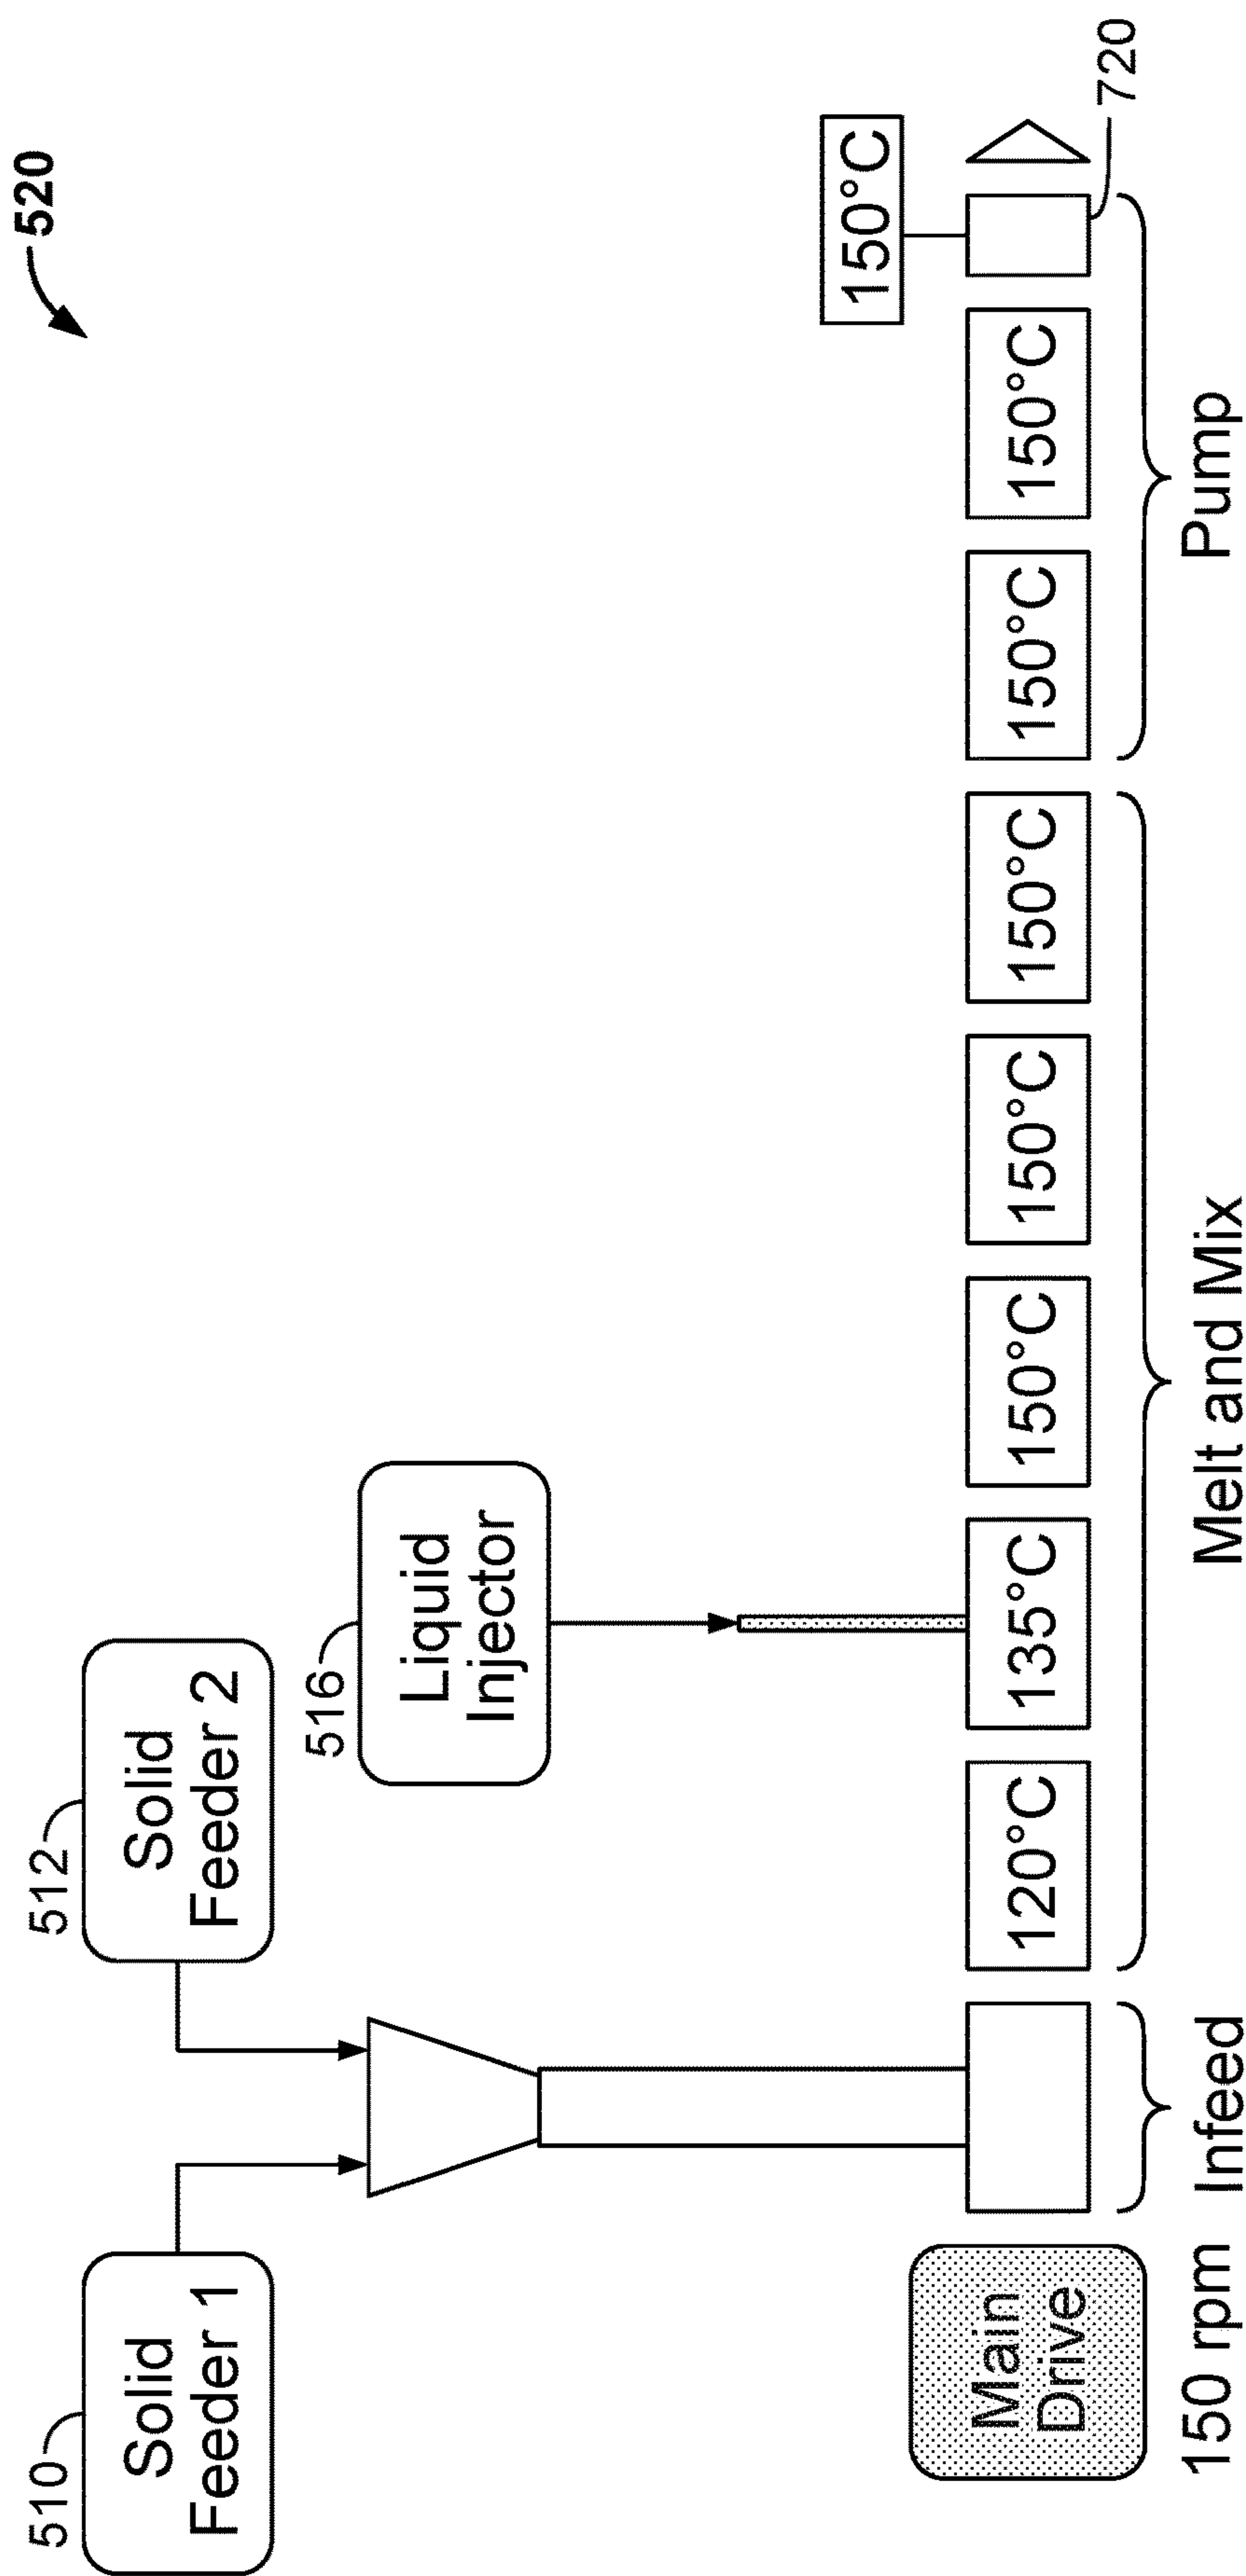 520
510
Solid
Feeder 1
512
Solid
Feeder 2
516
Liquid
Injector
150°C
Main
Drive
120°C
135°C
150°C
150°C
150°C
150°C
150°C
720
150 rpm
Infeed
Melt and Mix
Pump